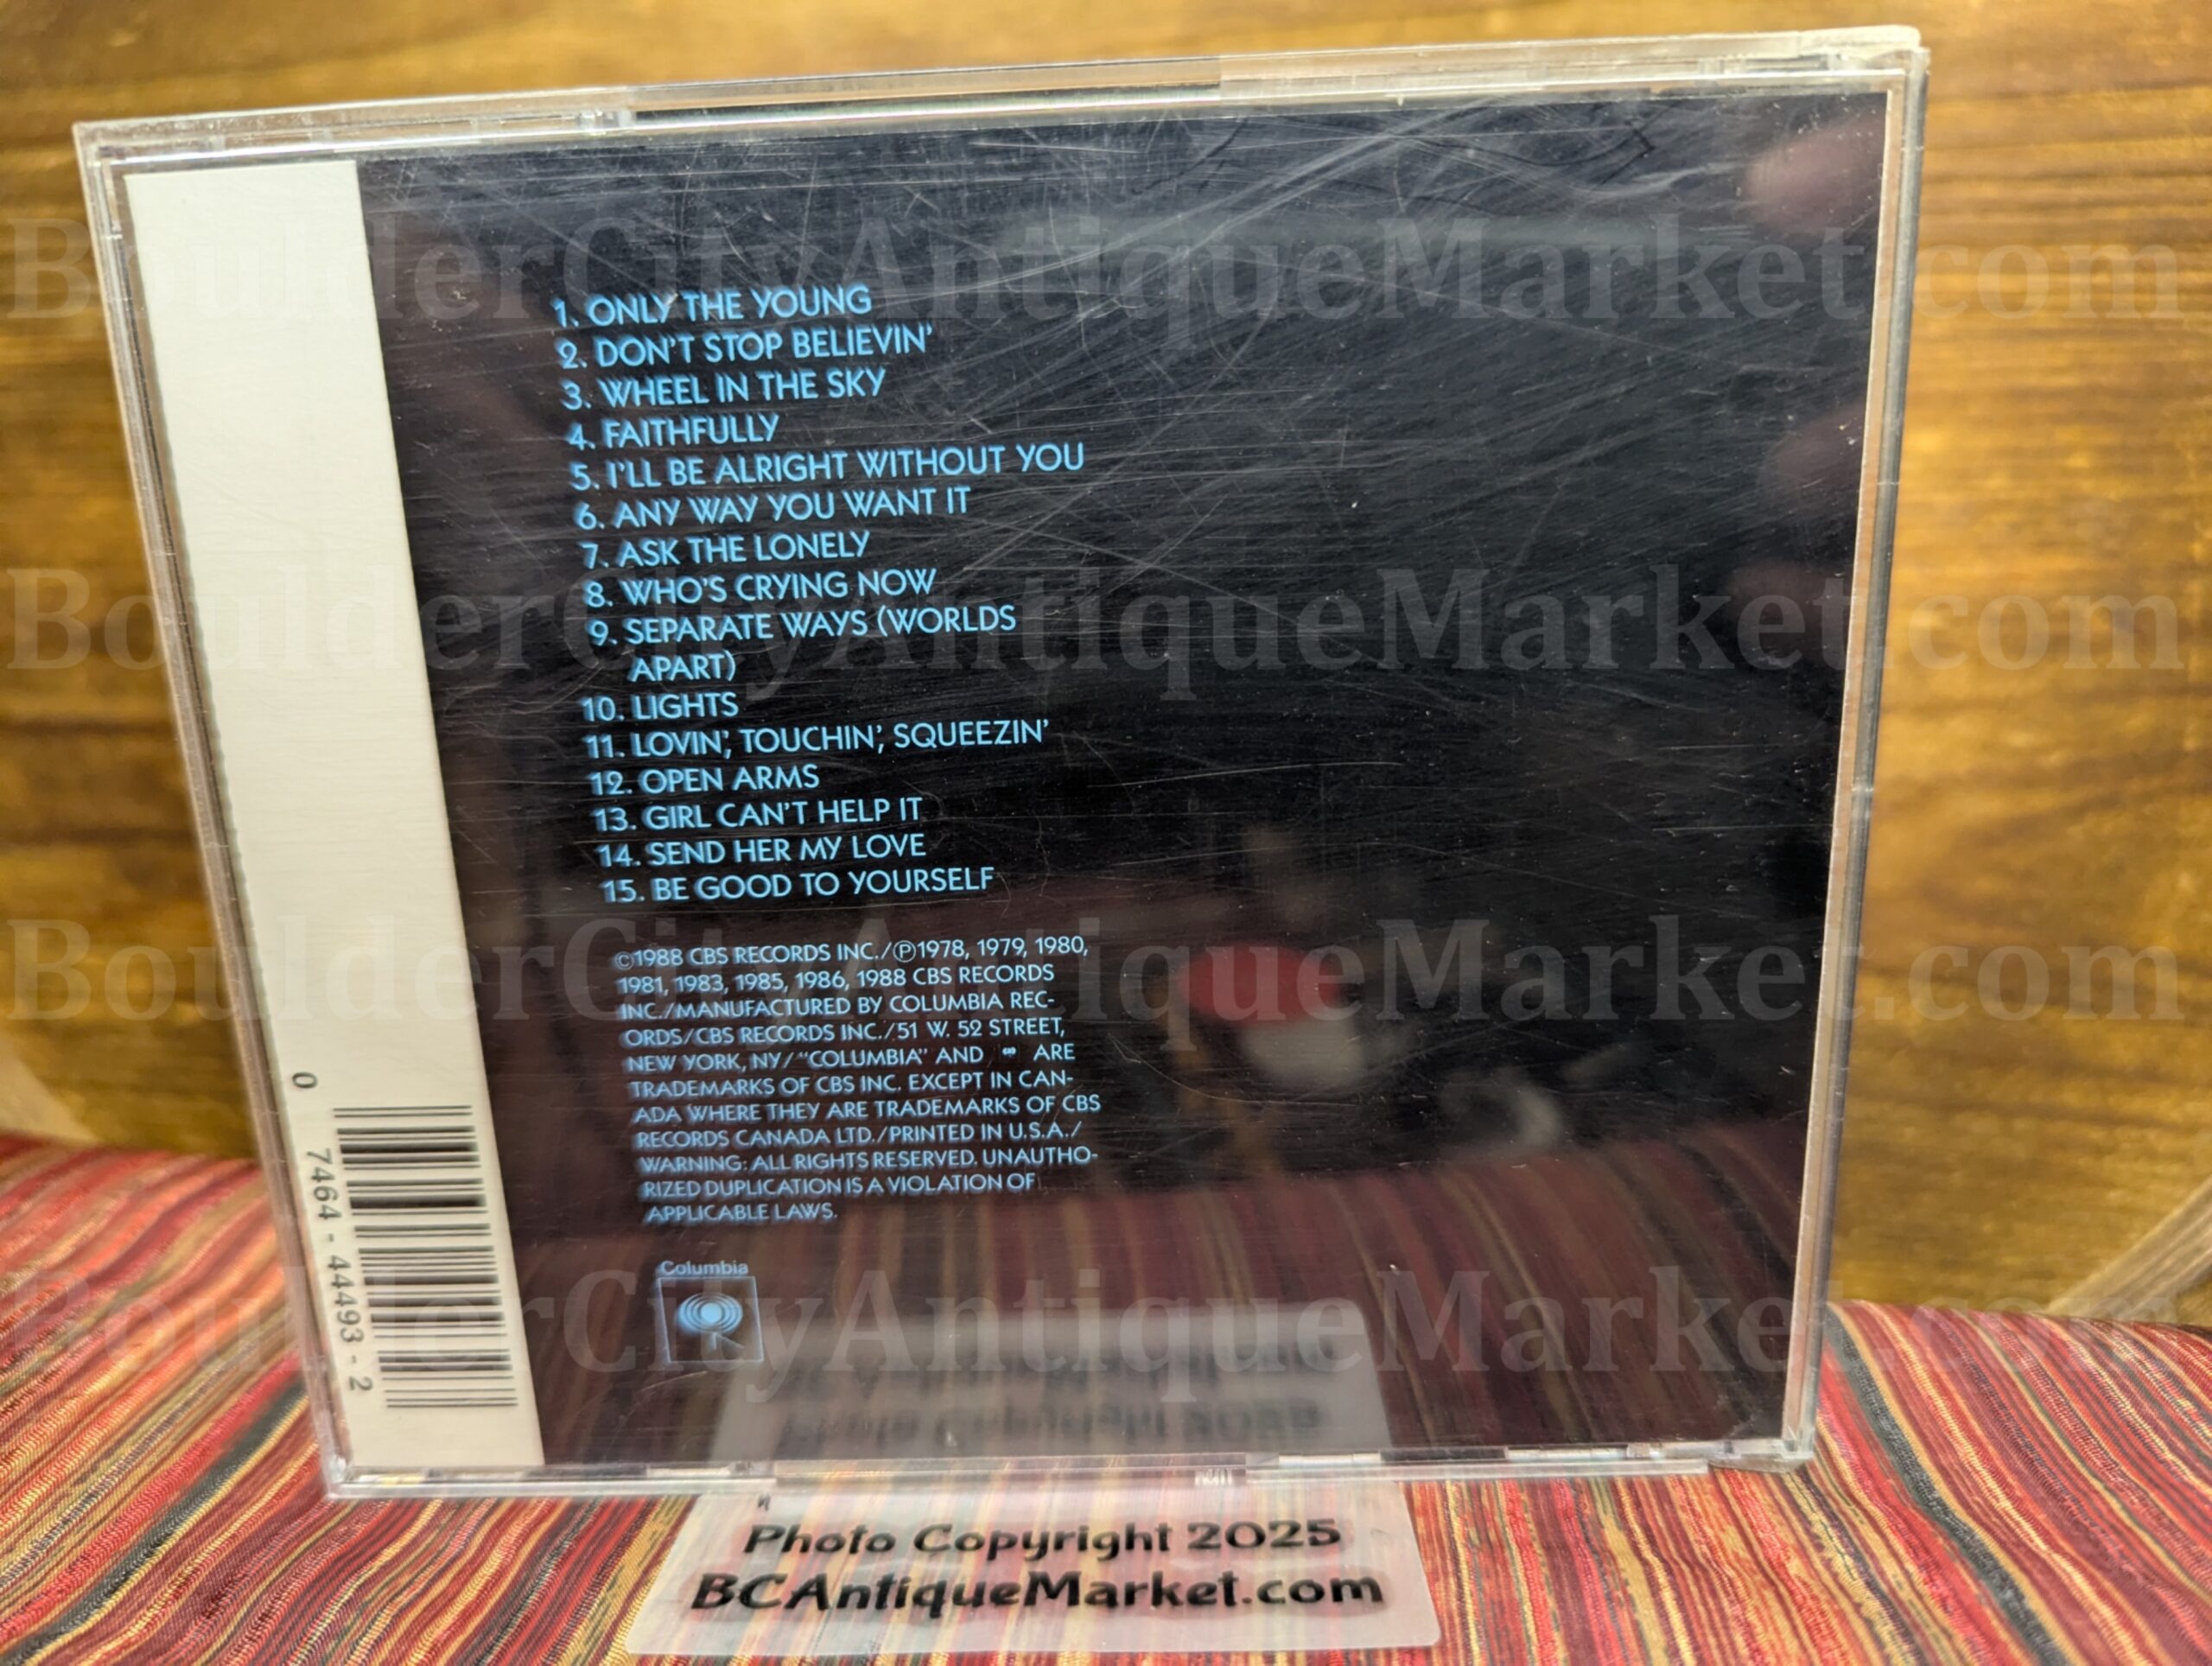 BoulderCityAntiqueMarket.com
1. ONLY THE YOUNG
2. DON'T STOP BELIEVIN'
3. WHEEL IN THE SKY
4. FAITHFULLY
5. I'LL BE ALRIGHT WITHOUT YOU
6. ANY WAY YOU WANT IT
7. ASK THE LONELY
8. WHO'S CRYING NOW
BoulderCityAntiqueMarket.com
9. SEPARATE WAYS (WORLDS
APART)
10. LIGHTS
11. LOVIN', TOUCHIN', SQUEEZIN'
12. OPEN ARMS
13. GIRL CAN'T HELP IT
14. SEND HER MY LOVE
15. BE GOOD TO YOURSELF
BoulderCityAntiqueMarket.com
©1988 CBS RECORDS INC./℗1978, 1979, 1980,
1981, 1983, 1985, 1986, 1988 CBS RECORDS
INC./MANUFACTURED BY COLUMBIA REC-
ORDS/CBS RECORDS INC./51 W. 52 STREET,
NEW YORK, NY/"COLUMBIA" AND ARE
TRADEMARKS OF CBS INC. EXCEPT IN CAN-
ADA WHERE THEY ARE TRADEMARKS OF CBS
RECORDS CANADA LTD./PRINTED IN U.S.A./
WARNING: ALL RIGHTS RESERVED. UNAUTHO-
RIZED DUPLICATION IS A VIOLATION OF
APPLICABLE LAWS.
0 7464-44493-2
Columbia
BoulderCityAntiqueMarket.com
Photo Copyright 2025
BCAntiqueMarket.com